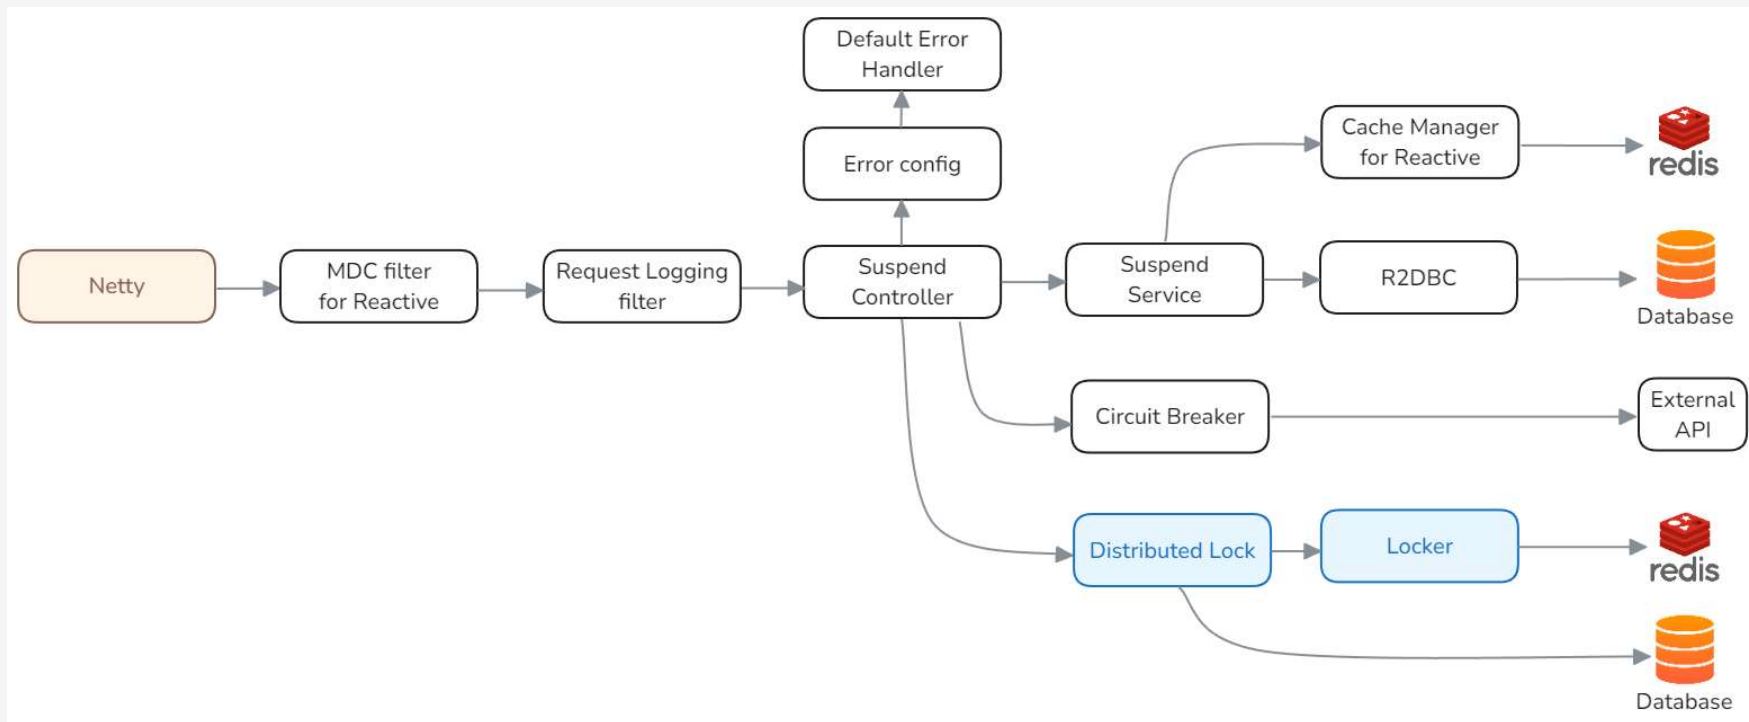 Default Error
Handler
Error config
Cache Manager
for Reactive
redis
Netty
MDC filter
for Reactive
Request Logging
filter
Suspend
Controller
Suspend
Service
R2DBC
Database
Circuit Breaker
External
API
Distributed Lock
Locker
redis
Database